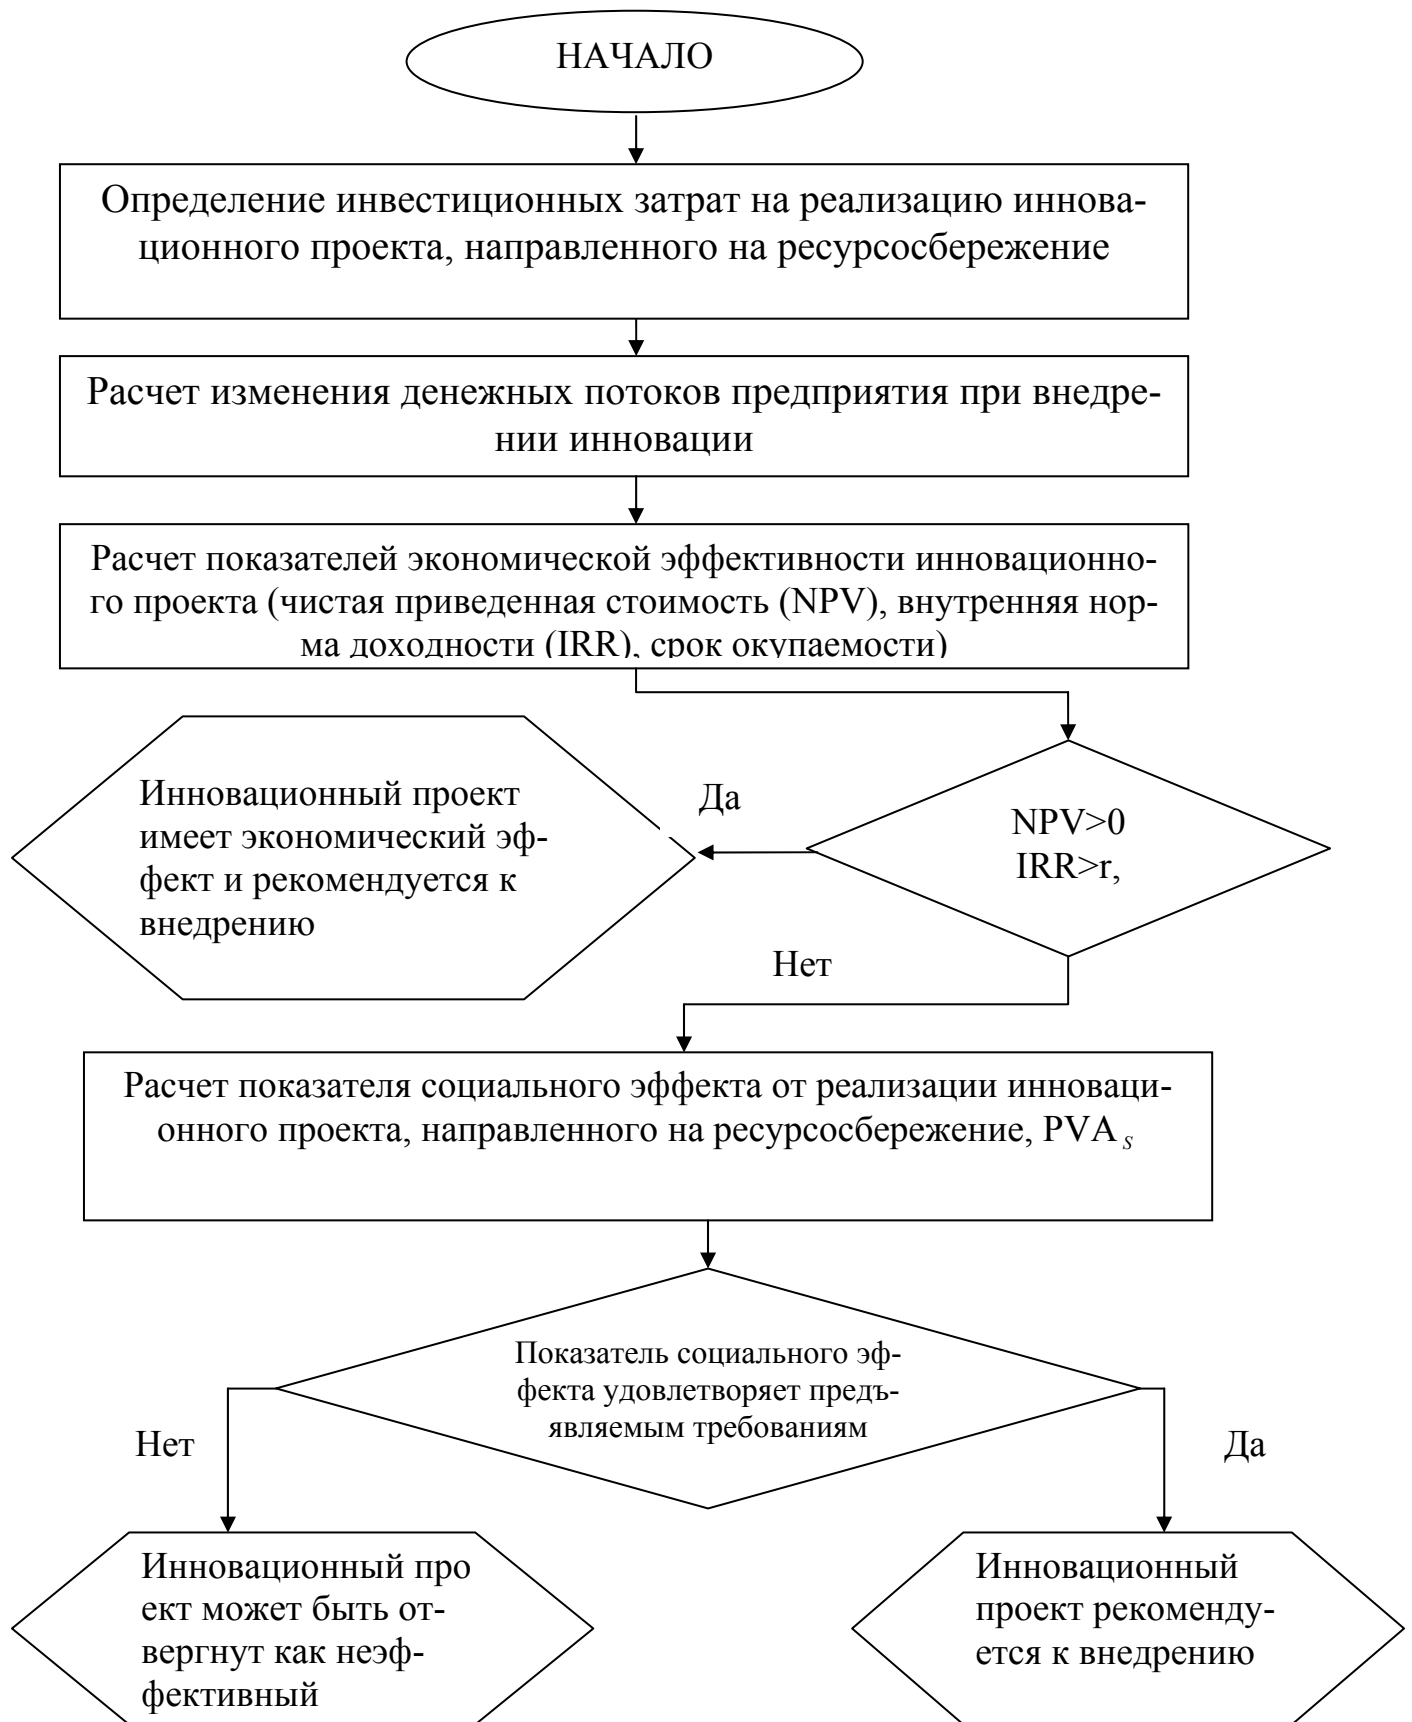 НАЧАЛО
Определение инвестиционных затрат на реализацию иннова-
ционного проекта, направленного на ресурсосбережение
Расчет изменения денежных потоков предприятия при внедре-
нии инновации
Расчет показателей экономической эффективности инновационно-
го проекта (чистая приведенная стоимость (NPV), внутренняя нор-
ма доходности (IRR), срок окупаемости)
Инновационный проект
имеет экономический эф-
фект и рекомендуется к
внедрению
Да
NPV>0
IRR>r,
Нет
Расчет показателя социального эффекта от реализации инноваци-
онного проекта, направленного на ресурсосбережение, PVA s
Показатель социального эф-
фекта удовлетворяет предъ-
являемым требованиям
Нет
Да
Инновационный про
ект может быть от-
вергнут как неэф-
фективный
Инновационный
проект рекоменду-
ется к внедрению